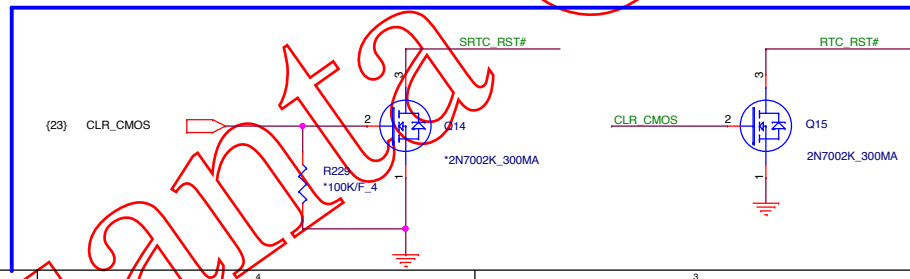 SRTC_RST#
3
{23} CLR_CMOS
2
Q14
*2N7002K_300MA
R229
*100K/F_4
1
RTC_RST#
3
CLR_CMOS
2
Q15
2N7002K_300MA
1
anta
4
3